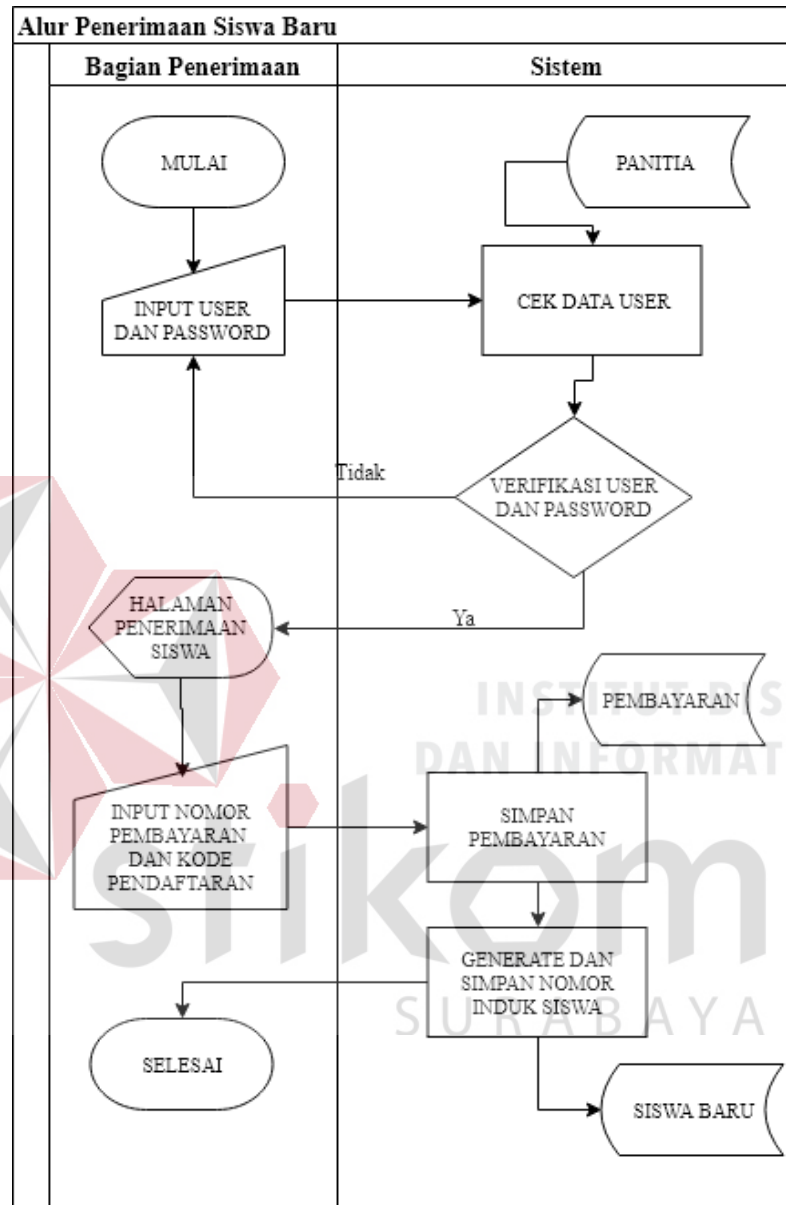 Alur Penerimaan Siswa Baru
Bagian Penerimaan
Sistem
MULAI
PANITIA
INPUT USER
DAN PASSWORD
CEK DATA USER
Tidak
VERIFIKASI USER
DAN PASSWORD
HALAMAN
PENERIMAAN
SISWA
Ya
INSTITUT BIS
DAN INFORMAT
PEMBAYARAN
INPUT NOMOR
PEMBAYARAN
DAN KODE
PENDAFTARAN
SIMPAN
PEMBAYARAN
stikom
SURABAYA
GENERATE DAN
SIMPAN NOMOR
INDUK SISWA
SELESAI
SISWA BARU